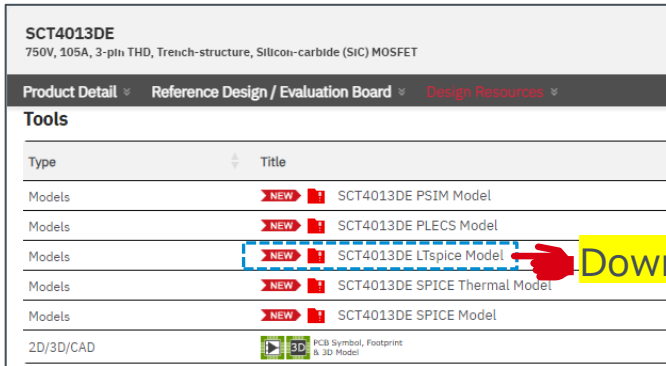 SCT4013DE
750V, 105A, 3-pin THD, Trench-structure, Silicon-carbide (SiC) MOSFET
Product Detail Reference Design / Evaluation Board Design Resources
Tools
Type Title
Models NEW SCT4013DE PSIM Model
Models NEW SCT4013DE PLECS Model
Models NEW SCT4013DE LTspice Model Down
Models NEW SCT4013DE SPICE Thermal Model
Models NEW SCT4013DE SPICE Model
2D/3D/CAD 3D PCB Symbol, Footprint
& 3D Model